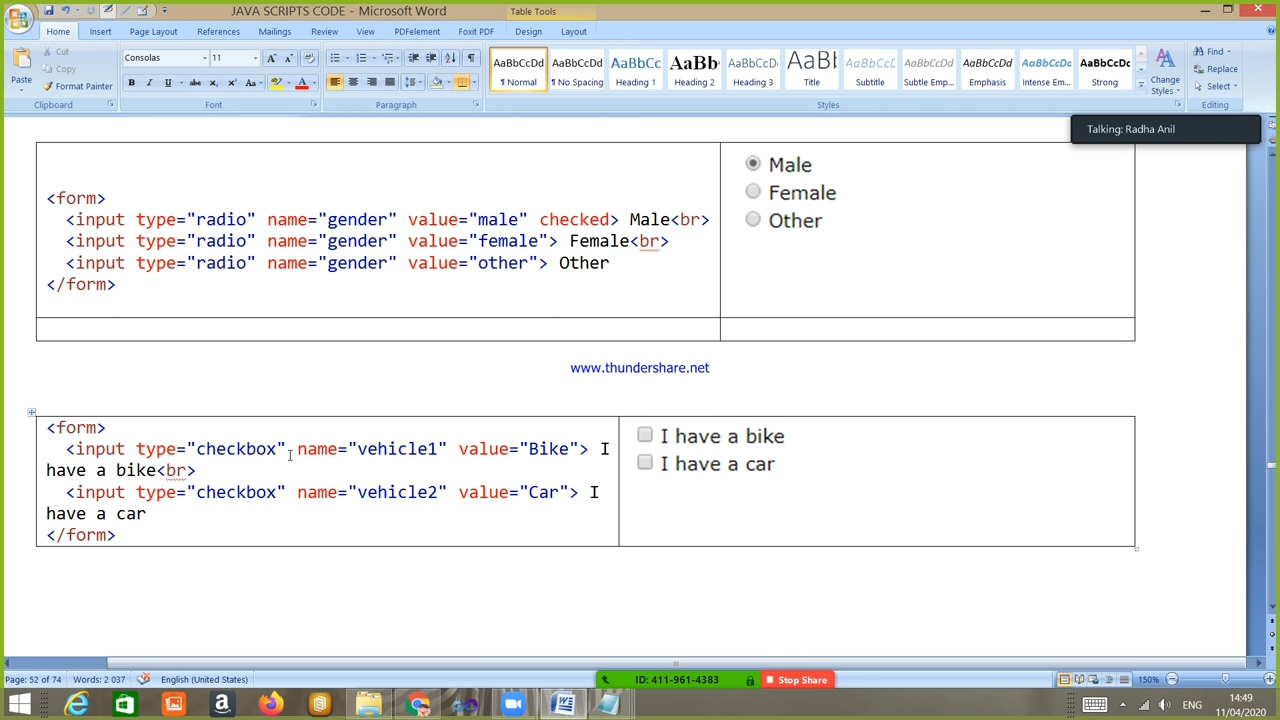 JAVA SCRIPTS CODE - Microsoft Word
Table Tools
Home Insert Page Layout References Mailings Review View PDFelement Foxit PDF Design Layout
Paste
Cut
Copy
Format Painter
Clipboard
Consolas 11
Font
Paragraph
AaBbCcDd AaBbCcDd AaBbCc AaBbC AaBbCcDd AaBb AaBbCcDd AaBbCcDd AaBbCcDd AaBbCcDd AaBbCcDc
¶ Normal ¶ No Spacing Heading 1 Heading 2 Heading 3 Title Subtitle Subtle Emp... Emphasis Intense Em... Strong
Styles
Change
Styles
Find
Replace
Select
Editing
Talking: Radha Anil
<form>
<input type="radio" name="gender" value="male" checked> Male<br>
<input type="radio" name="gender" value="female"> Female<br>
<input type="radio" name="gender" value="other"> Other
</form>
Male
Female
Other
www.thundershare.net
<form>
<input type="checkbox" name="vehicle1" value="Bike"> I
have a bike<br>
<input type="checkbox" name="vehicle2" value="Car"> I
have a car
</form>
I have a bike
I have a car
Page: 52 of 74 Words: 2 037 English (United States)
ID: 411-961-4383 Stop Share
150%
ENG
14:49
11/04/2020